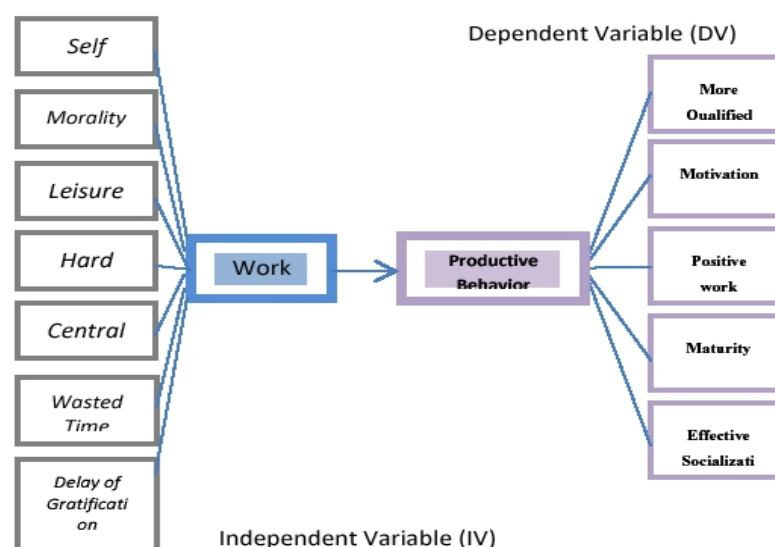 Dependent Variable (DV)
Self
Morality
Leisure
Hard
Central
Wasted
Time
Delay of
Gratificati
on
Work
Productive
Behavior
More
Qualified
Motivation
Positive
work
Maturity
Effective
Socializati
Independent Variable (IV)